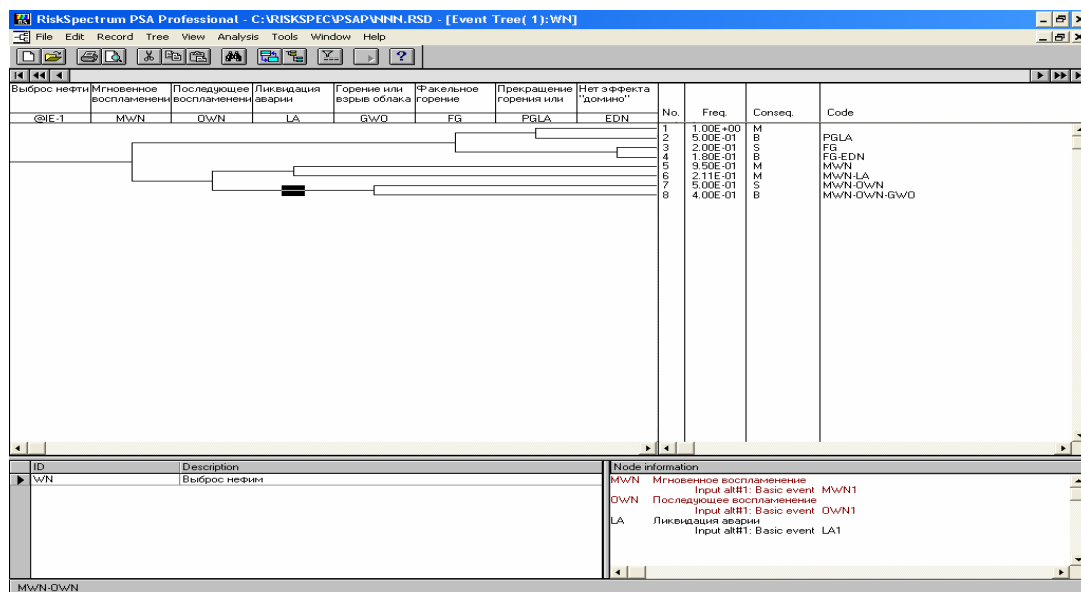 RiskSpectrum PSA Professional - C:\RISKSPEC\PSAP\NNN.RSD - [Event Tree( 1):WN]
File Edit Record Tree View Analysis Tools Window Help
Выброс нефти Мгновенное воспламенени Последующее воспламенени Ликвидация аварии Горение или взрыв облака Факельное горение Прекращение горения или Нет эффекта "домино"
@IE-1 MWN OWN LA GWO FG PGLA EDN No. Freq. Conseq. Code
1 1.00E+00 M
2 5.00E-01 B PGLA
3 2.00E-01 S FG
4 1.80E-01 B FG-EDN
5 9.50E-01 M MWN
6 2.11E-01 M MWN-LA
7 5.00E-01 S MWN-OWN
8 4.00E-01 B MWN-OWN-GWO
ID Description
WN Выброс нефим
Node information
MWN Мгновенное воспламенение
Input alt#1: Basic event MWN1
OWN Последующее воспламенение
Input alt#1: Basic event OWN1
LA Ликвидация аварии
Input alt#1: Basic event LA1
MWN-OWN